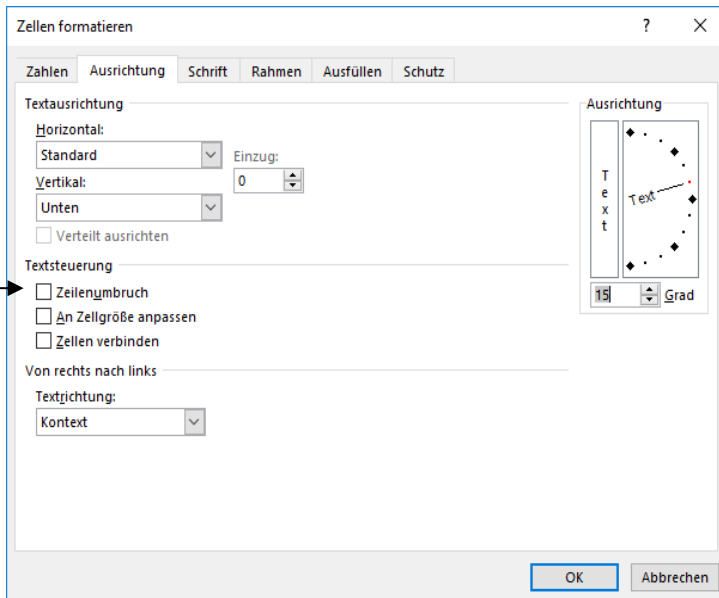 Zellen formatieren ? X
Zahlen Ausrichtung Schrift Rahmen Ausfüllen Schutz
Textausrichtung
Horizontal:
Standard
Einzug:
0
Vertikal:
Unten
Verteilt ausrichten
Textsteuerung
Zeilenumbruch
An Zellgröße anpassen
Zellen verbinden
Von rechts nach links
Textrichtung:
Kontext
Ausrichtung
Text
Text
15 Grad
OK Abbrechen